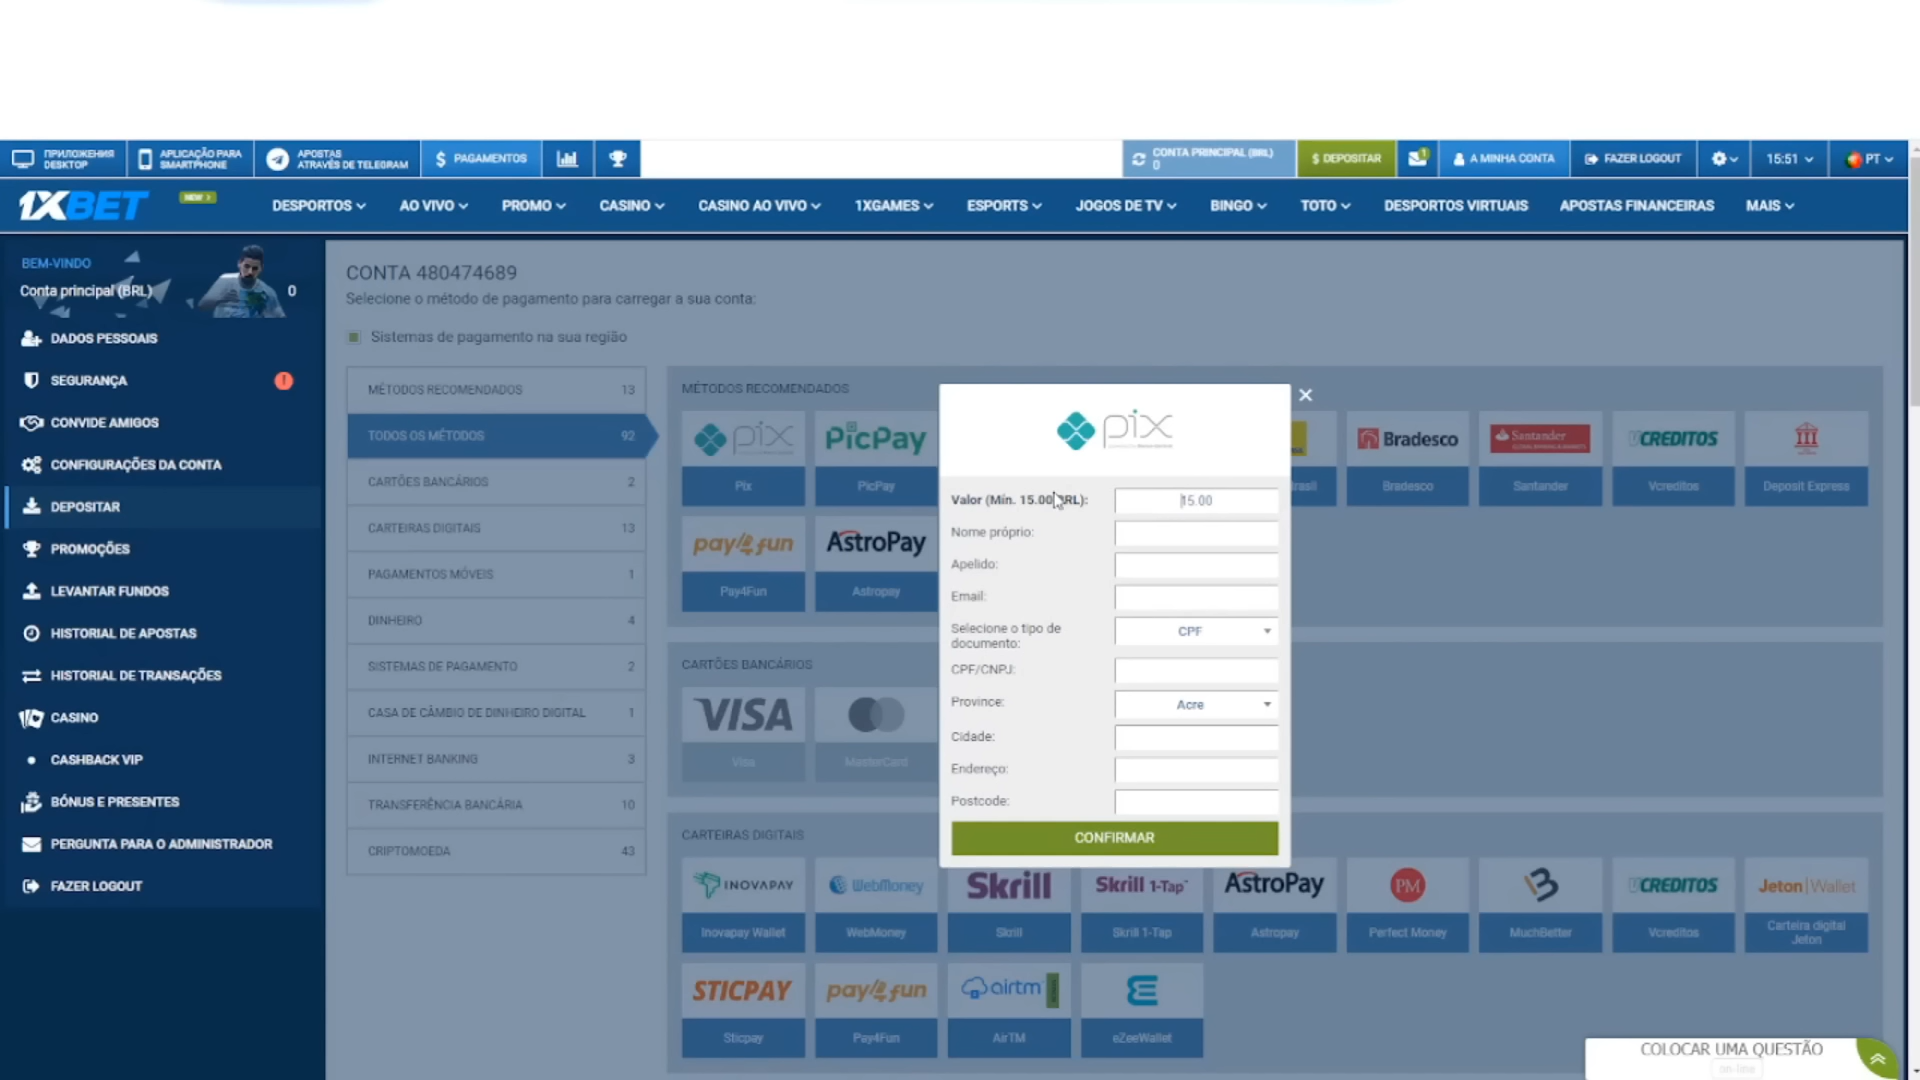 ПРИЛОЖЕНИЯ
DESKTOP
APLICAÇÃO PARA
SMARTPHONE
APOSTAS
ATRAVÉS DE TELEGRAM
$ PAGAMENTOS
CONTA PRINCIPAL (BRL)
0
$ DEPOSITAR
1
A MINHA CONTA
FAZER LOGOUT
15:51
PT
1XBET
NEW
DESPORTOS
AO VIVO
PROMO
CASINO
CASINO AO VIVO
1XGAMES
ESPORTS
JOGOS DE TV
BINGO
TOTO
DESPORTOS VIRTUAIS
APOSTAS FINANCEIRAS
MAIS
BEM-VINDO
Conta principal (BRL)
0
DADOS PESSOAIS
SEGURANÇA
!
CONVIDE AMIGOS
CONFIGURAÇÕES DA CONTA
DEPOSITAR
PROMOÇÕES
LEVANTAR FUNDOS
HISTORIAL DE APOSTAS
HISTORIAL DE TRANSAÇÕES
CASINO
CASHBACK VIP
BÓNUS E PRESENTES
PERGUNTA PARA O ADMINISTRADOR
FAZER LOGOUT
CONTA 480474689
Selecione o método de pagamento para carregar a sua conta:
Sistemas de pagamento na sua região
MÉTODOS RECOMENDADOS 13
TODOS OS MÉTODOS 92
CARTÕES BANCÁRIOS 2
CARTEIRAS DIGITAIS 13
PAGAMENTOS MÓVEIS 1
DINHEIRO 4
SISTEMAS DE PAGAMENTO 2
CASA DE CÂMBIO DE DINHEIRO DIGITAL 1
INTERNET BANKING 3
TRANSFERÊNCIA BANCÁRIA 10
CRIPTOMOEDA 43
MÉTODOS RECOMENDADOS
pix
PicPay
Bradesco
Santander
VCREDITOS
Pix
PicPay
Brasil
Bradesco
Santander
Vcreditos
Deposit Express
pay4fun
AstroPay
Pay4Fun
Astropay
CARTÕES BANCÁRIOS
VISA
Visa
MasterCard
CARTEIRAS DIGITAIS
INOVAPAY
WebMoney
Skrill
Skrill 1-Tap
AstroPay
PM
VCREDITOS
Jeton|Wallet
Inovapay Wallet
WebMoney
Skrill
Skrill 1-Tap
Astropay
Perfect Money
MuchBetter
Vcreditos
Carteira digital
Jeton
STICPAY
pay4fun
airtm
Sticpay
Pay4Fun
AirTM
eZeeWallet
pix
×
Valor (Mín. 15.00 BRL):
15.00
Nome próprio:
Apelido:
Email:
Selecione o tipo de
documento:
CPF
CPF/CNPJ:
Province:
Acre
Cidade:
Endereço:
Postcode:
CONFIRMAR
COLOCAR UMA QUESTÃO
on-line